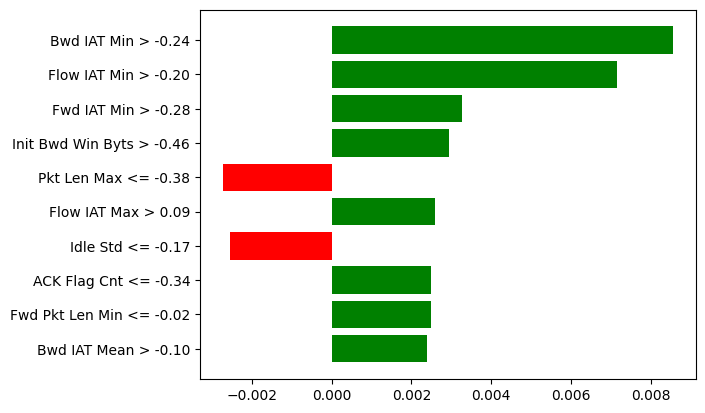 Bwd IAT Min > -0.24
Flow IAT Min > -0.20
Fwd IAT Min > -0.28
Init Bwd Win Byts > -0.46
Pkt Len Max <= -0.38
Flow IAT Max > 0.09
Idle Std <= -0.17
ACK Flag Cnt <= -0.34
Fwd Pkt Len Min <= -0.02
Bwd IAT Mean > -0.10
−0.002 0.000 0.002 0.004 0.006 0.008